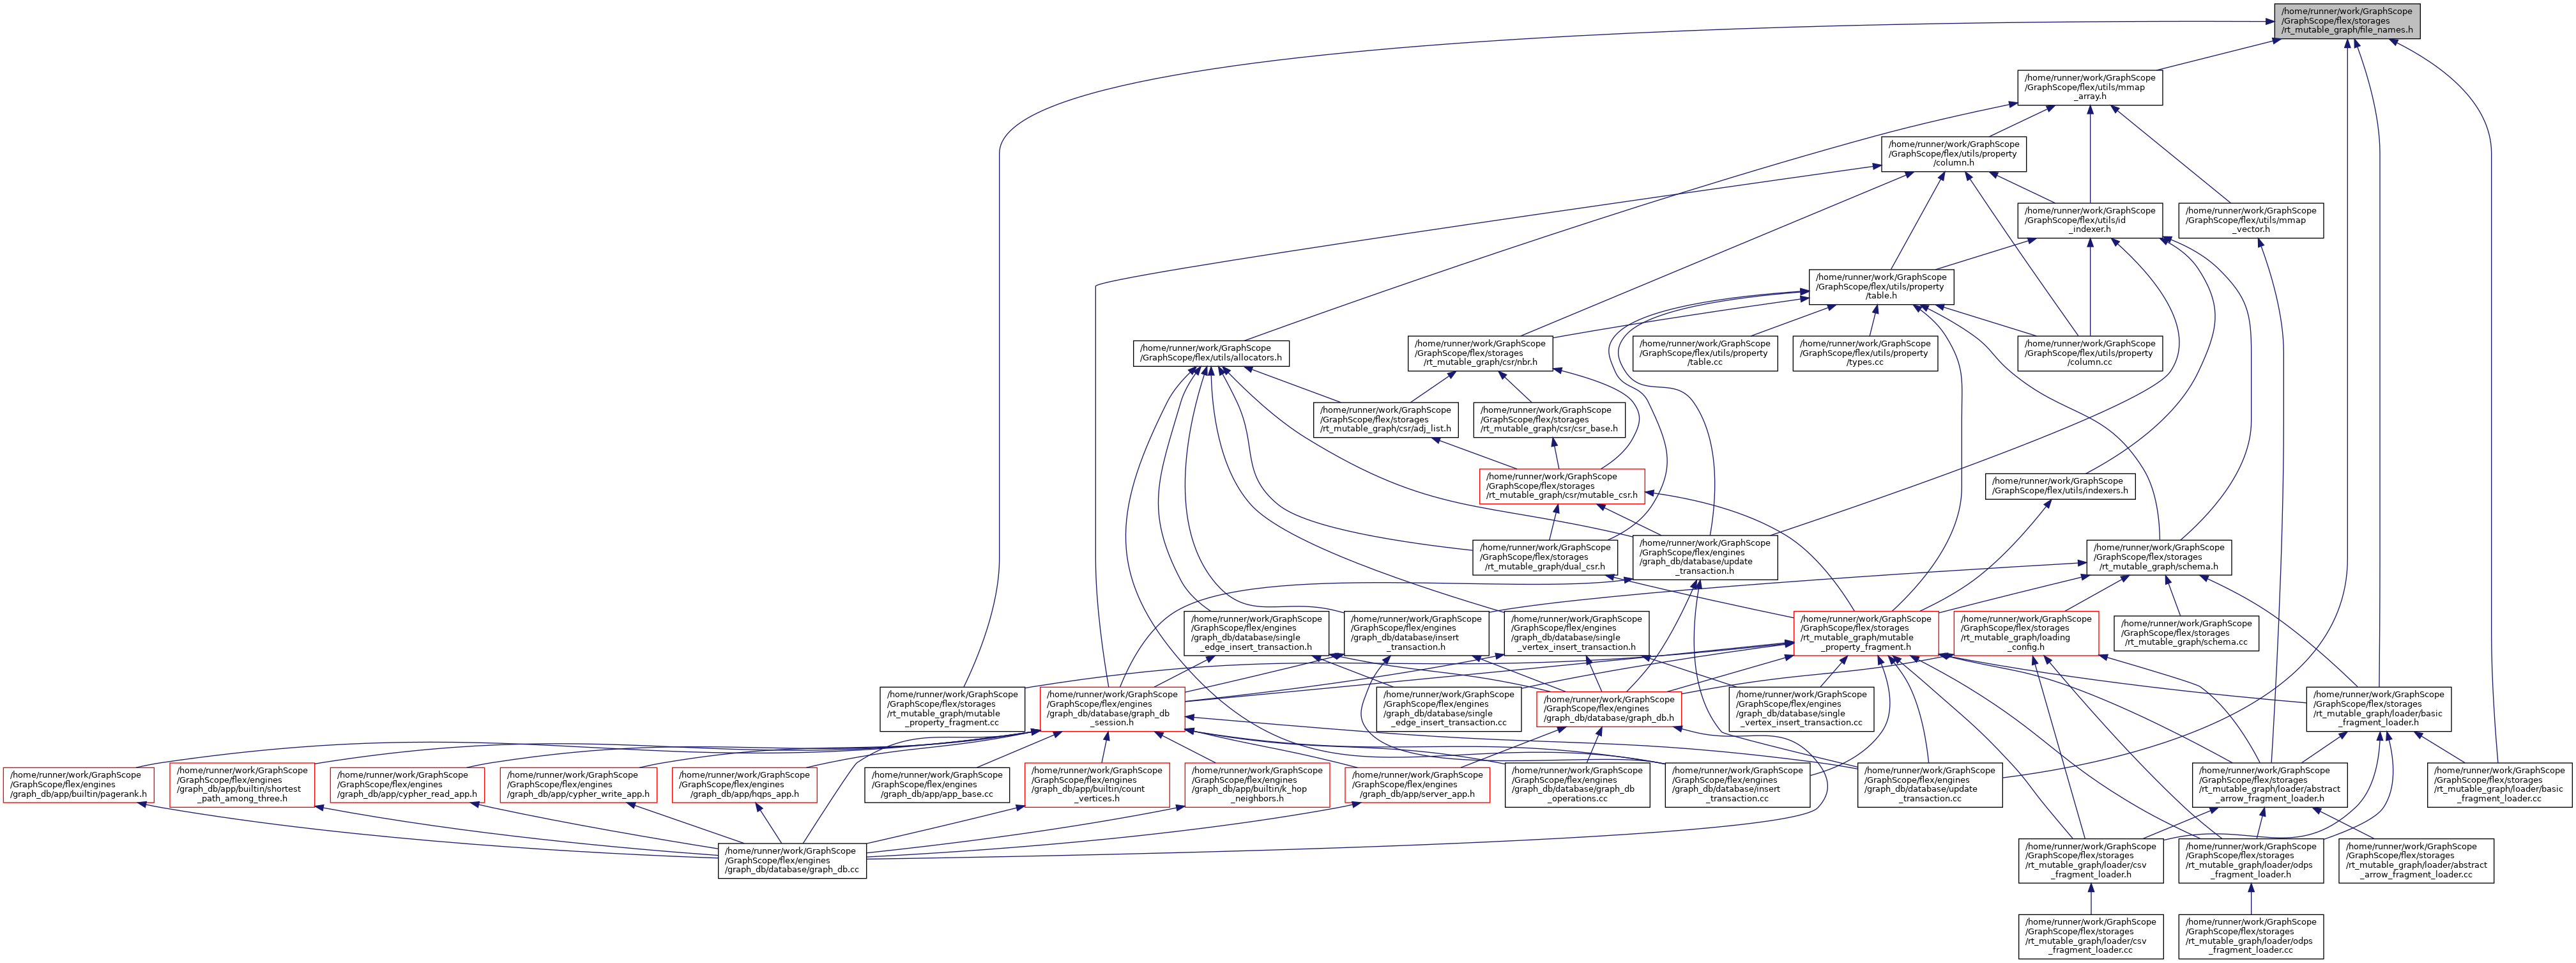 /home/runner/work/GraphScope
/GraphScope/flex/storages
/rt_mutable_graph/file_names.h
/home/runner/work/GraphScope
/GraphScope/flex/utils/mmap
_array.h
/home/runner/work/GraphScope
/GraphScope/flex/utils/property
/column.h
/home/runner/work/GraphScope
/GraphScope/flex/utils/id
_indexer.h
/home/runner/work/GraphScope
/GraphScope/flex/utils/mmap
_vector.h
/home/runner/work/GraphScope
/GraphScope/flex/utils/property
/table.h
/home/runner/work/GraphScope
/GraphScope/flex/utils/allocators.h
/home/runner/work/GraphScope
/GraphScope/flex/storages
/rt_mutable_graph/csr/nbr.h
/home/runner/work/GraphScope
/GraphScope/flex/utils/property
/table.cc
/home/runner/work/GraphScope
/GraphScope/flex/utils/property
/types.cc
/home/runner/work/GraphScope
/GraphScope/flex/utils/property
/column.cc
/home/runner/work/GraphScope
/GraphScope/flex/storages
/rt_mutable_graph/csr/adj_list.h
/home/runner/work/GraphScope
/GraphScope/flex/storages
/rt_mutable_graph/csr/csr_base.h
/home/runner/work/GraphScope
/GraphScope/flex/storages
/rt_mutable_graph/csr/mutable_csr.h
/home/runner/work/GraphScope
/GraphScope/flex/utils/indexers.h
/home/runner/work/GraphScope
/GraphScope/flex/storages
/rt_mutable_graph/dual_csr.h
/home/runner/work/GraphScope
/GraphScope/flex/engines
/graph_db/database/update
_transaction.h
/home/runner/work/GraphScope
/GraphScope/flex/storages
/rt_mutable_graph/schema.h
/home/runner/work/GraphScope
/GraphScope/flex/engines
/graph_db/database/single
_edge_insert_transaction.h
/home/runner/work/GraphScope
/GraphScope/flex/engines
/graph_db/database/insert
_transaction.h
/home/runner/work/GraphScope
/GraphScope/flex/engines
/graph_db/database/single
_vertex_insert_transaction.h
/home/runner/work/GraphScope
/GraphScope/flex/storages
/rt_mutable_graph/mutable
_property_fragment.h
/home/runner/work/GraphScope
/GraphScope/flex/storages
/rt_mutable_graph/loading
_config.h
/home/runner/work/GraphScope
/GraphScope/flex/storages
/rt_mutable_graph/schema.cc
/home/runner/work/GraphScope
/GraphScope/flex/storages
/rt_mutable_graph/mutable
_property_fragment.cc
/home/runner/work/GraphScope
/GraphScope/flex/engines
/graph_db/database/graph_db
_session.h
/home/runner/work/GraphScope
/GraphScope/flex/engines
/graph_db/database/single
_edge_insert_transaction.cc
/home/runner/work/GraphScope
/GraphScope/flex/engines
/graph_db/database/graph_db.h
/home/runner/work/GraphScope
/GraphScope/flex/engines
/graph_db/database/single
_vertex_insert_transaction.cc
/home/runner/work/GraphScope
/GraphScope/flex/storages
/rt_mutable_graph/loader/basic
_fragment_loader.h
/home/runner/work/GraphScope
/GraphScope/flex/engines
/graph_db/app/builtin/pagerank.h
/home/runner/work/GraphScope
/GraphScope/flex/engines
/graph_db/app/builtin/shortest
_path_among_three.h
/home/runner/work/GraphScope
/GraphScope/flex/engines
/graph_db/app/cypher_read_app.h
/home/runner/work/GraphScope
/GraphScope/flex/engines
/graph_db/app/cypher_write_app.h
/home/runner/work/GraphScope
/GraphScope/flex/engines
/graph_db/app/hqps_app.h
/home/runner/work/GraphScope
/GraphScope/flex/engines
/graph_db/app/app_base.cc
/home/runner/work/GraphScope
/GraphScope/flex/engines
/graph_db/app/builtin/count
_vertices.h
/home/runner/work/GraphScope
/GraphScope/flex/engines
/graph_db/app/builtin/k_hop
_neighbors.h
/home/runner/work/GraphScope
/GraphScope/flex/engines
/graph_db/app/server_app.h
/home/runner/work/GraphScope
/GraphScope/flex/engines
/graph_db/database/graph_db
_operations.cc
/home/runner/work/GraphScope
/GraphScope/flex/engines
/graph_db/database/insert
_transaction.cc
/home/runner/work/GraphScope
/GraphScope/flex/engines
/graph_db/database/update
_transaction.cc
/home/runner/work/GraphScope
/GraphScope/flex/storages
/rt_mutable_graph/loader/abstract
_arrow_fragment_loader.h
/home/runner/work/GraphScope
/GraphScope/flex/storages
/rt_mutable_graph/loader/basic
_fragment_loader.cc
/home/runner/work/GraphScope
/GraphScope/flex/engines
/graph_db/database/graph_db.cc
/home/runner/work/GraphScope
/GraphScope/flex/storages
/rt_mutable_graph/loader/csv
_fragment_loader.h
/home/runner/work/GraphScope
/GraphScope/flex/storages
/rt_mutable_graph/loader/odps
_fragment_loader.h
/home/runner/work/GraphScope
/GraphScope/flex/storages
/rt_mutable_graph/loader/abstract
_arrow_fragment_loader.cc
/home/runner/work/GraphScope
/GraphScope/flex/storages
/rt_mutable_graph/loader/csv
_fragment_loader.cc
/home/runner/work/GraphScope
/GraphScope/flex/storages
/rt_mutable_graph/loader/odps
_fragment_loader.cc